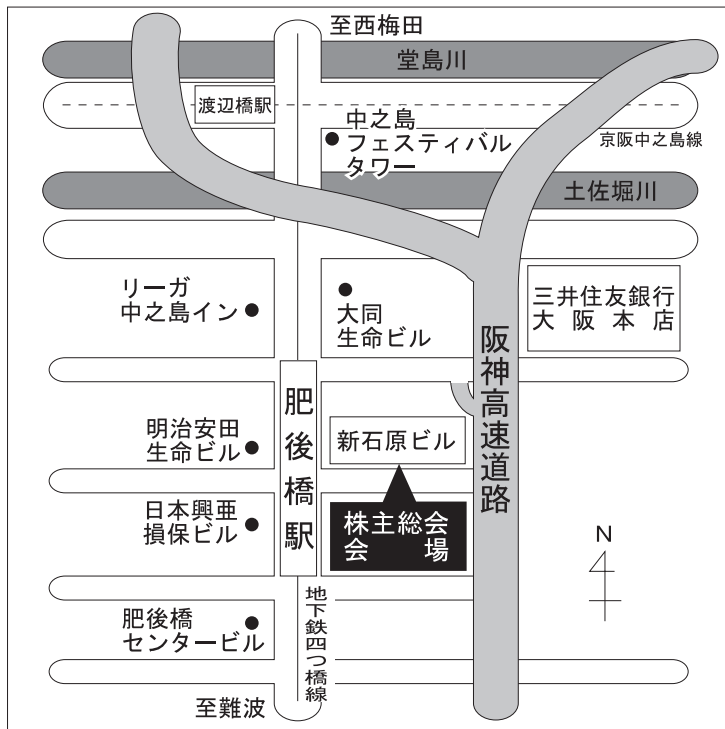 至西梅田
堂島川
渡辺橋駅
中之島
フェスティバル
タワー
京阪中之島線
土佐堀川
リーガ
中之島イン
大同
生命ビル
三井住友銀行
大阪本店
阪神高速道路
肥後橋駅
明治安田
生命ビル
新石原ビル
日本興亜
損保ビル
株主総会
会場
N
肥後橋
センタービル
地下鉄四つ橋線
至難波